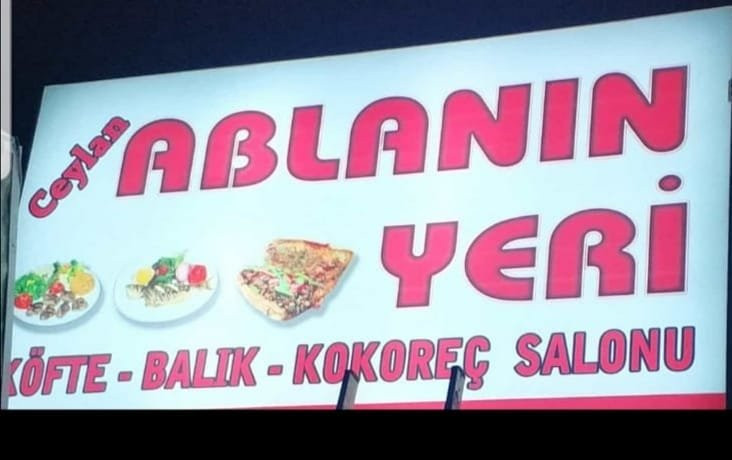 Ceylan ABLANIN
YERİ
KÖFTE - BALIK - KOKOREÇ SALONU